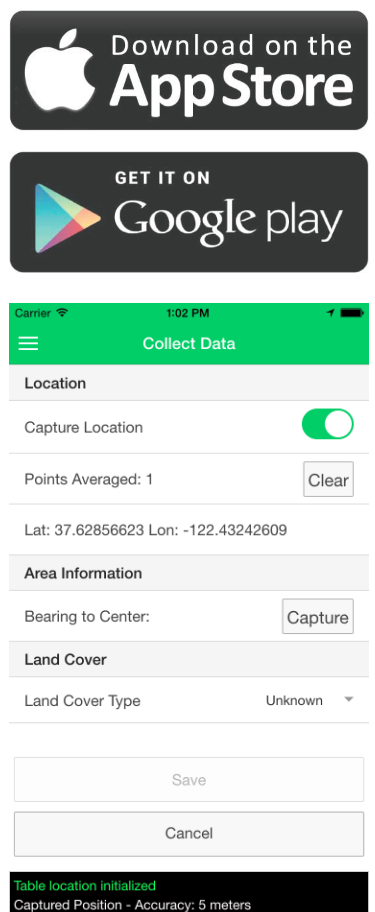 Download on the
App Store
GET IT ON
Google play
Carrier 1:02 PM
Collect Data
Location
Capture Location
Points Averaged: 1 Clear
Lat: 37.62856623 Lon: -122.43242609
Area Information
Bearing to Center: Capture
Land Cover
Land Cover Type Unknown
Save
Cancel
Table location initialized
Captured Position - Accuracy: 5 meters